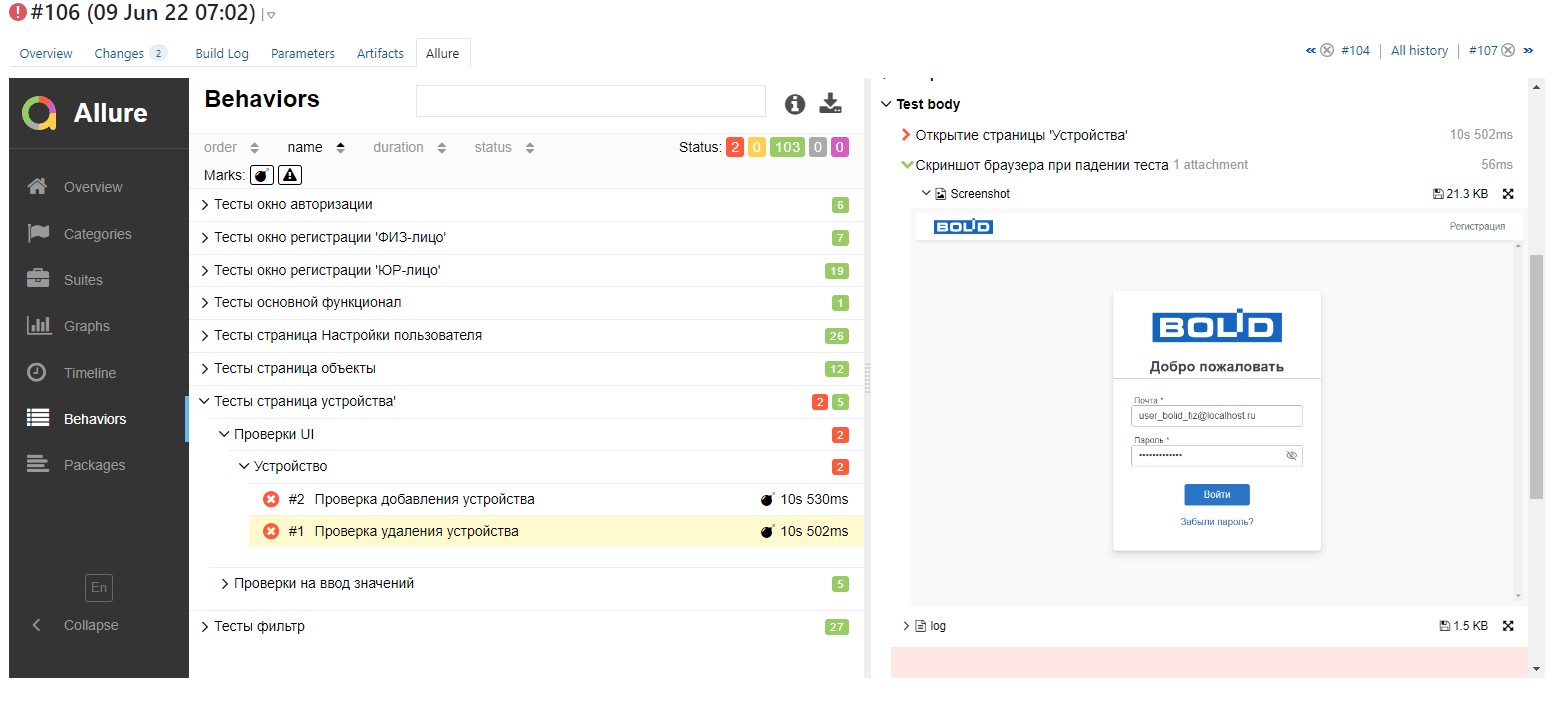 #106 (09 Jun 22 07:02)
Overview Changes 2 Build Log Parameters Artifacts Allure
« #104 All history #107 »
Allure
Overview
Categories
Suites
Graphs
Timeline
Behaviors
Packages
En
Collapse
Behaviors
order name duration status Status: 2 0 103 0 0
Marks:
Тесты окно авторизации 6
Тесты окно регистрации 'ФИЗ-лицо' 7
Тесты окно регистрации 'ЮР-лицо' 19
Тесты основной функционал 1
Тесты страница Настройки пользователя 26
Тесты страница объекты 12
Тесты страница устройства' 2 5
Проверки UI 2
Устройство 2
#2 Проверка добавления устройства 10s 530ms
#1 Проверка удаления устройства 10s 502ms
Проверки на ввод значений 5
Тесты фильтр 27
Test body
Открытие страницы 'Устройства' 10s 502ms
Скриншот браузера при падении теста 1 attachment 56ms
Screenshot 21.3 KB
BOLID Регистрация
BOLID
Добро пожаловать
Почта *
user_bolid_fiz@localhost.ru
Пароль *
•••••••••••••
Войти
Забыли пароль?
log 1.5 KB